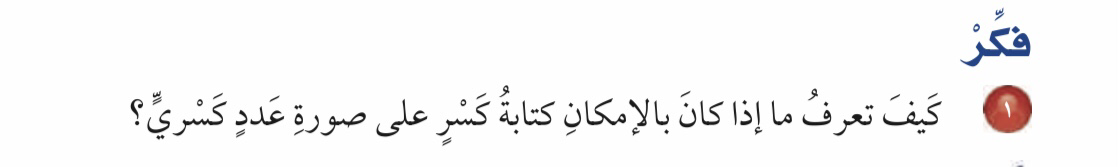 فكِّرْ
١ كَيفَ تعرفُ ما إذا كانَ بالإمكانِ كتابةُ كَسْرٍ على صورةِ عَددٍ كَسْريٍّ؟